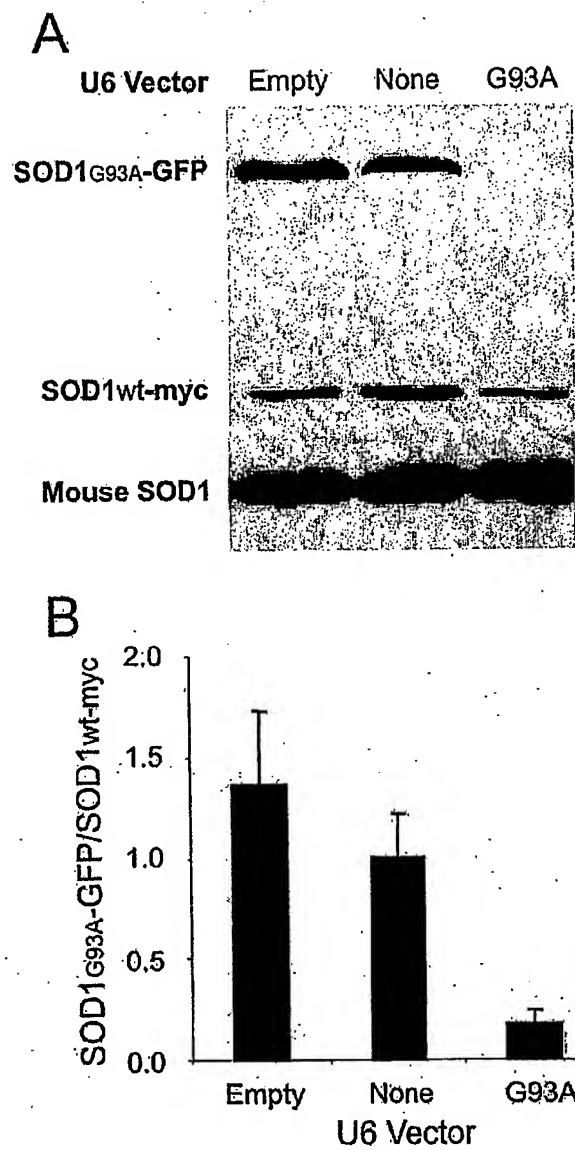 A
U6 Vector Empty None G93A
SOD1G93A-GFP
SOD1wt-myc
Mouse SOD1
B
SOD1G93A-GFP/SOD1wt-myc
2.0
1.5
1.0
0.5
0.0
Empty None G93A
U6 Vector